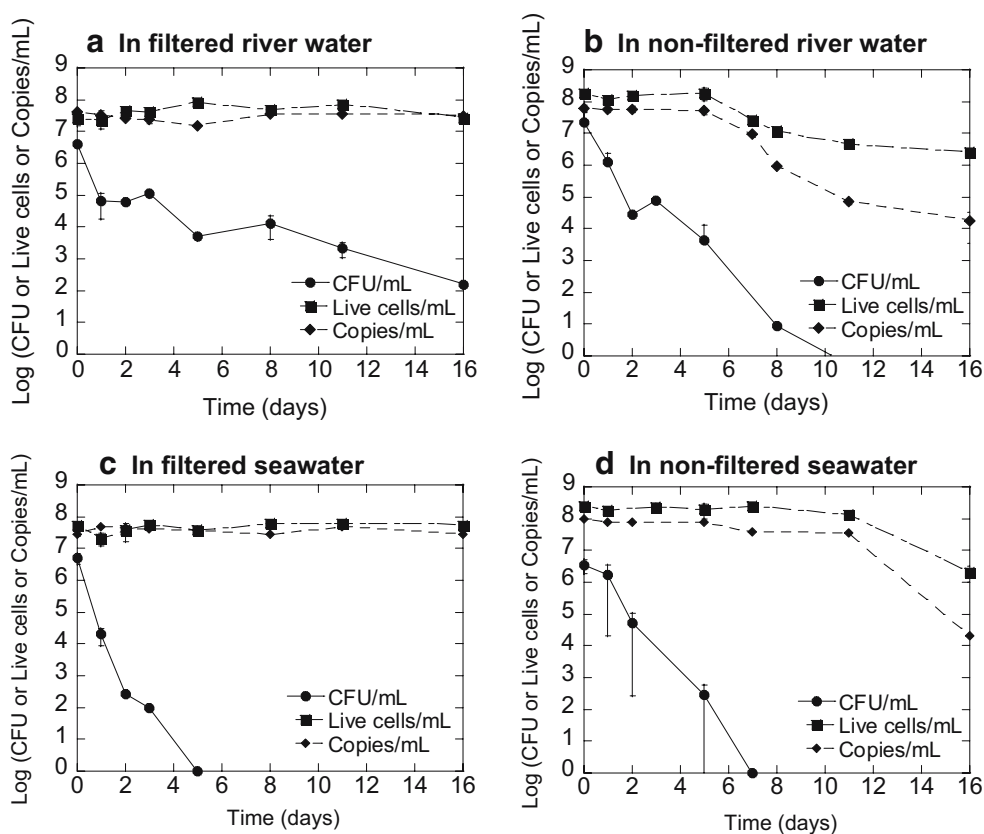 a In filtered river water
Log (CFU or Live cells or Copies/mL)
9
8
7
6
5
4
3
2
1
0
CFU/mL
Live cells/mL
Copies/mL
0 2 4 6 8 10 12 14 16
Time (days)
b In non-filtered river water
Log (CFU or Live cells or Copies/mL)
9
8
7
6
5
4
3
2
1
0
CFU/mL
Live cells/mL
Copies/mL
0 2 4 6 8 10 12 14 16
Time (days)
c In filtered seawater
Log (CFU or Live cells or Copies/mL)
9
8
7
6
5
4
3
2
1
0
CFU/mL
Live cells/mL
Copies/mL
0 2 4 6 8 10 12 14 16
Time (days)
d In non-filtered seawater
Log (CFU or Live cells or Copies/mL)
9
8
7
6
5
4
3
2
1
0
CFU/mL
Live cells/mL
Copies/mL
0 2 4 6 8 10 12 14 16
Time (days)